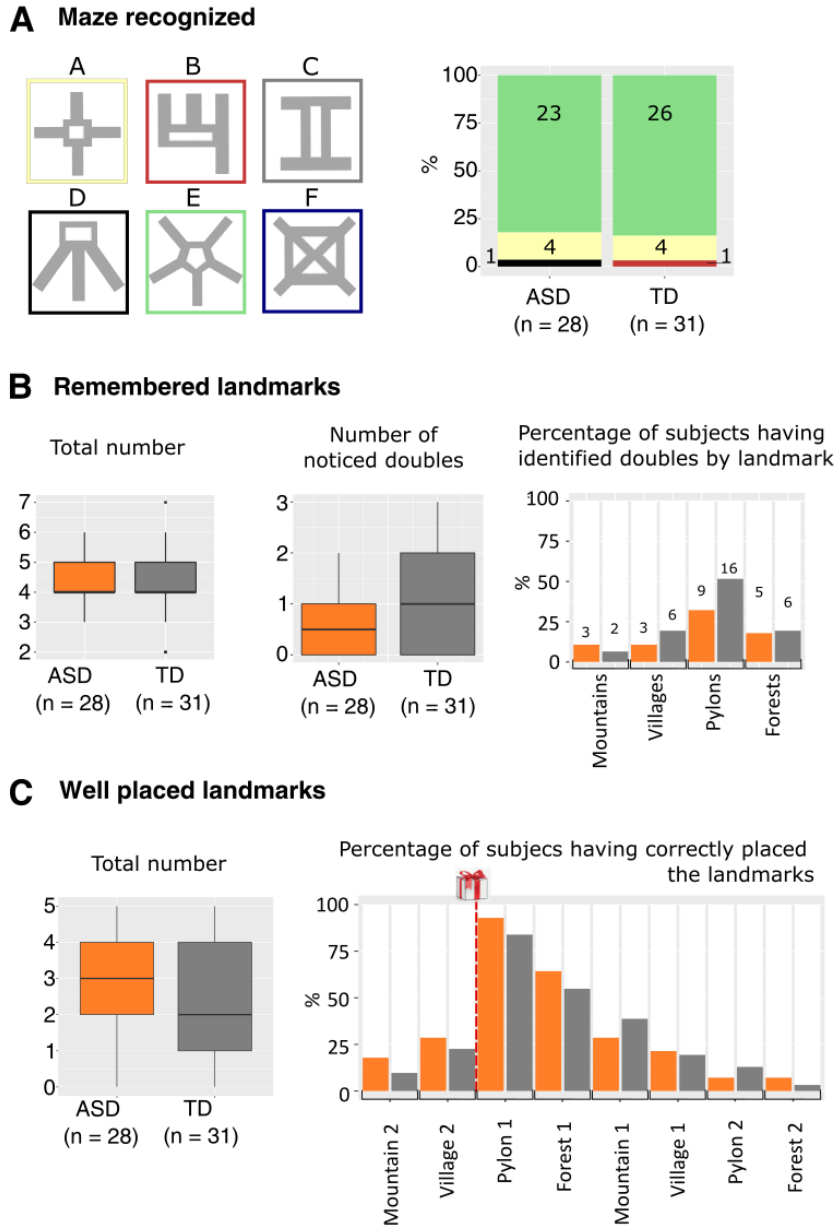 A Maze recognized
A B C
D E F
100
75
50
25
0
%
23 26
4 4
1 1
ASD TD
(n = 28) (n = 31)
B Remembered landmarks
Total number
7
6
5
4
3
2
ASD TD
(n = 28) (n = 31)
Number of
noticed doubles
3
2
1
0
ASD TD
(n = 28) (n = 31)
Percentage of subjects having
identified doubles by landmark
100
75
50
25
0
%
3 2 3 6 9 16 5 6
Mountains
Villages
Pylons
Forests
C Well placed landmarks
Total number
5
4
3
2
1
0
ASD TD
(n = 28) (n = 31)
Percentage of subjecs having correctly placed
the landmarks
100
75
50
25
0
%
Mountain 2
Village 2
Pylon 1
Forest 1
Mountain 1
Village 1
Pylon 2
Forest 2